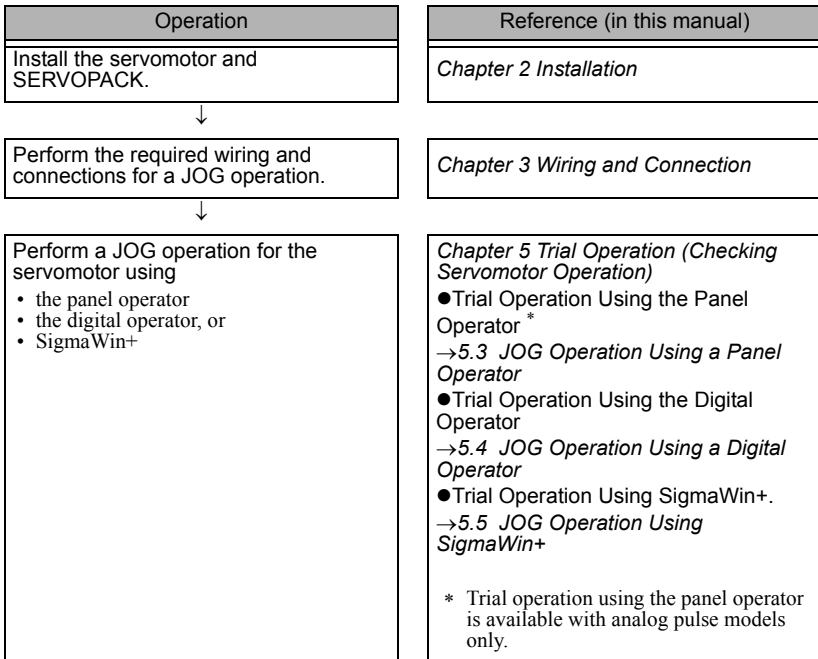 Operation
Reference (in this manual)
Install the servomotor and
SERVOPACK.
Chapter 2 Installation
↓
Perform the required wiring and
connections for a JOG operation.
Chapter 3 Wiring and Connection
↓
Perform a JOG operation for the
servomotor using
• the panel operator
• the digital operator, or
• SigmaWin+
Chapter 5 Trial Operation (Checking
Servomotor Operation)
●Trial Operation Using the Panel
Operator *
→5.3 JOG Operation Using a Panel
Operator
●Trial Operation Using the Digital
Operator
→5.4 JOG Operation Using a Digital
Operator
●Trial Operation Using SigmaWin+.
→5.5 JOG Operation Using
SigmaWin+
* Trial operation using the panel operator
is available with analog pulse models
only.